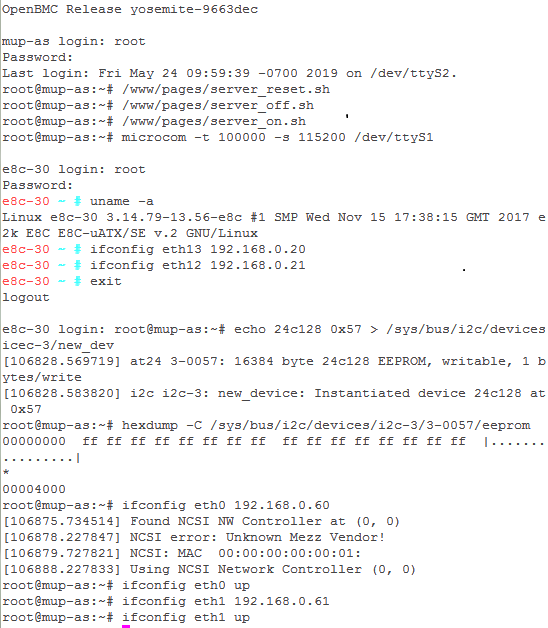 OpenBMC Release yosemite-9663dec
mup-as login: root
Password:
Last login: Fri May 24 09:59:39 -0700 2019 on /dev/ttyS2.
root@mup-as:~# /www/pages/server_reset.sh
root@mup-as:~# /www/pages/server_off.sh
root@mup-as:~# /www/pages/server_on.sh
root@mup-as:~# microcom -t 100000 -s 115200 /dev/ttyS1
e8c-30 login: root
Password:
e8c-30 ~ # uname -a
Linux e8c-30 3.14.79-13.56-e8c #1 SMP Wed Nov 15 17:38:15 GMT 2017 e
2k E8C E8C-uATX/SE v.2 GNU/Linux
e8c-30 ~ # ifconfig eth13 192.168.0.20
e8c-30 ~ # ifconfig eth12 192.168.0.21
e8c-30 ~ # exit
logout
e8c-30 login: root@mup-as:~# echo 24c128 0x57 > /sys/bus/i2c/devices
icec-3/new_dev
[106828.569719] at24 3-0057: 16384 byte 24c128 EEPROM, writable, 1 b
ytes/write
[106828.583820] i2c i2c-3: new_device: Instantiated device 24c128 at
0x57
root@mup-as:~# hexdump -C /sys/bus/i2c/devices/i2c-3/3-0057/eeprom
00000000  ff ff ff ff ff ff ff ff  ff ff ff ff ff ff ff ff  |.......
.........|
*
00004000
root@mup-as:~# ifconfig eth0 192.168.0.60
[106875.734514] Found NCSI NW Controller at (0, 0)
[106878.227847] NCSI error: Unknown Mezz Vendor!
[106879.727821] NCSI: MAC  00:00:00:00:00:01:
[106888.227833] Using NCSI Network Controller (0, 0)
root@mup-as:~# ifconfig eth0 up
root@mup-as:~# ifconfig eth1 192.168.0.61
root@mup-as:~# ifconfig eth1 up